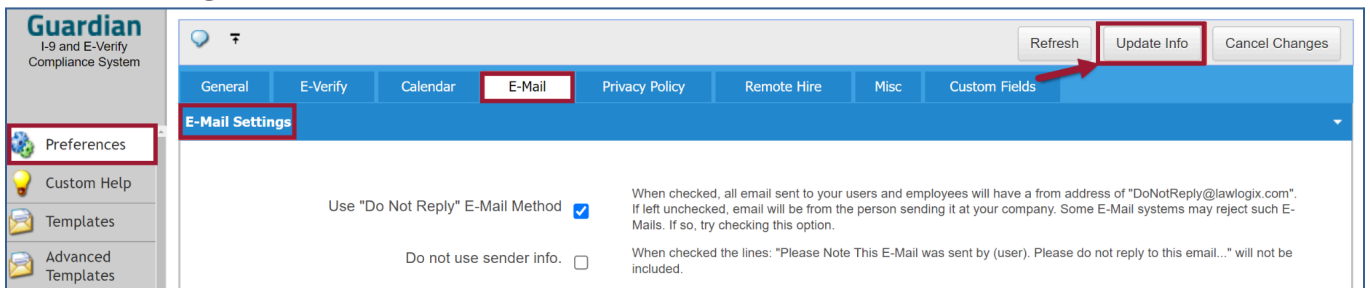 Guardian
I-9 and E-Verify
Compliance System
Refresh
Update Info
Cancel Changes
General
E-Verify
Calendar
E-Mail
Privacy Policy
Remote Hire
Misc
Custom Fields
E-Mail Settings
Preferences
Custom Help
Templates
Advanced
Templates
Use "Do Not Reply" E-Mail Method
When checked, all email sent to your users and employees will have a from address of "DoNotReply@lawlogix.com".
If left unchecked, email will be from the person sending it at your company. Some E-Mail systems may reject such E-
Mails. If so, try checking this option.
Do not use sender info.
When checked the lines: "Please Note This E-Mail was sent by (user). Please do not reply to this email..." will not be
included.